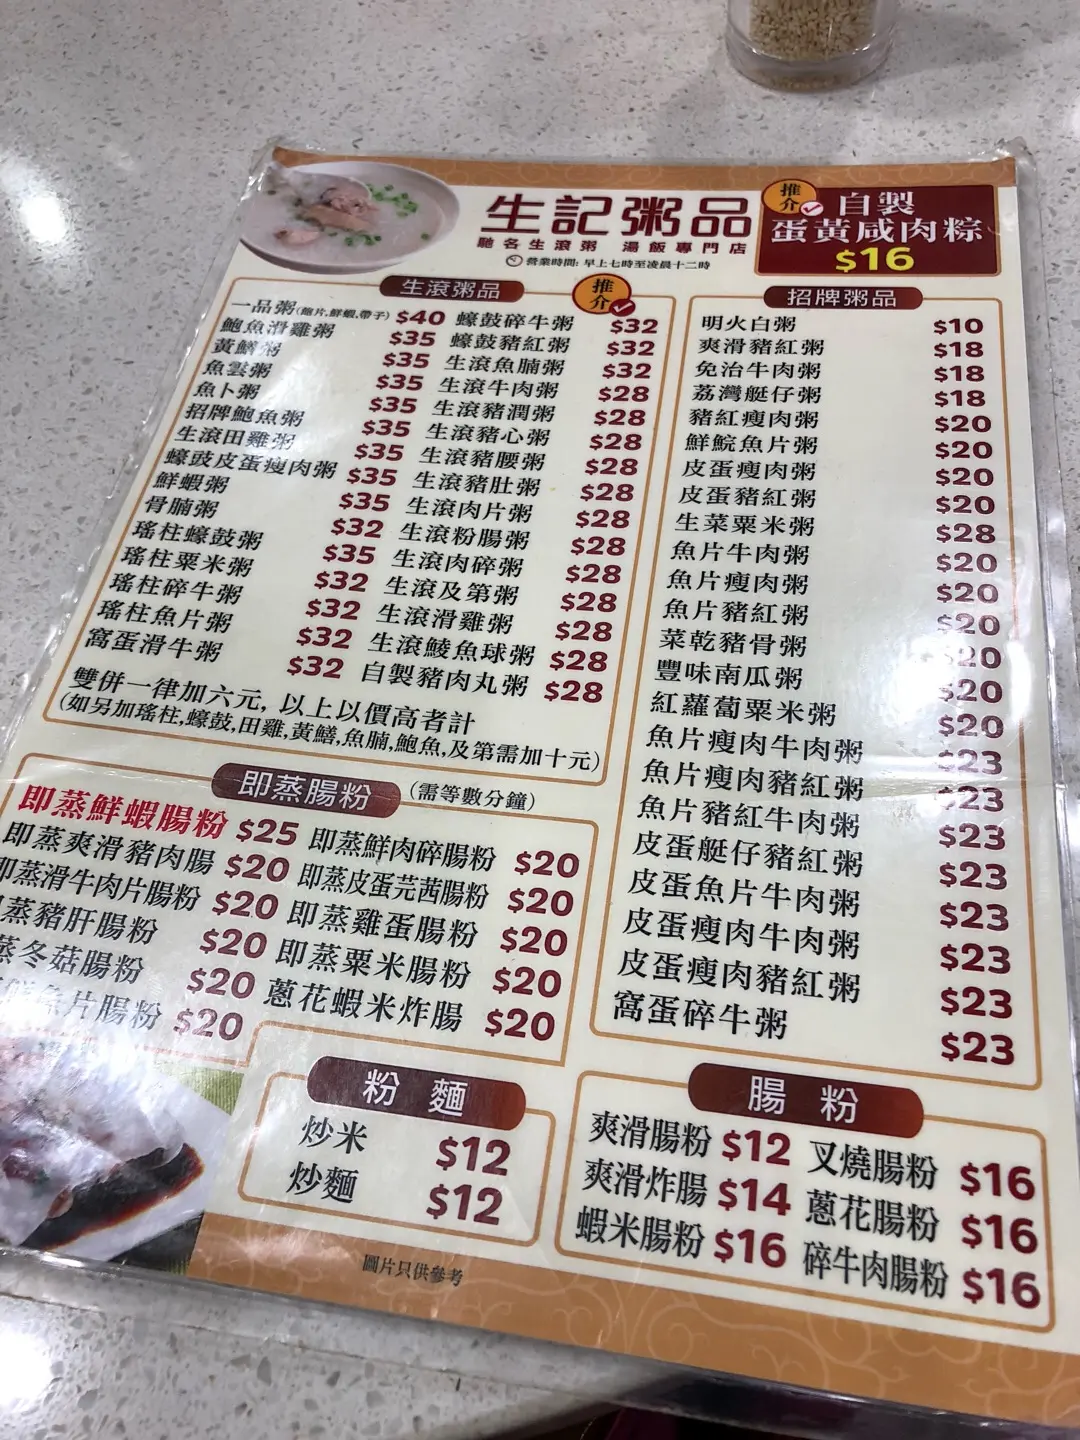 生記粥品
馳名生滾粥 湯飯專門店
營業時間: 早上七時至凌晨十二時
推介
自製
蛋黃咸肉粽
$16
生滾粥品
推介
一品粥(鮑片,鮮蝦,帶子) $40
鮑魚滑雞粥 $35
黃鱔粥 $35
魚雲粥 $35
魚卜粥 $35
招牌鮑魚粥 $35
生滾田雞粥 $35
蠔豉皮蛋瘦肉粥 $35
鮮蝦粥 $35
骨腩粥 $32
瑤柱蠔鼓粥 $35
瑤柱粟米粥 $32
瑤柱碎牛粥 $32
瑤柱魚片粥 $32
窩蛋滑牛粥 $32
蠔鼓碎牛粥 $32
蠔鼓豬紅粥 $32
生滾魚腩粥 $32
生滾牛肉粥 $28
生滾豬潤粥 $28
生滾豬心粥 $28
生滾豬腰粥 $28
生滾豬肚粥 $28
生滾肉片粥 $28
生滾粉腸粥 $28
生滾肉碎粥 $28
生滾及第粥 $28
生滾滑雞粥 $28
生滾鯪魚球粥 $28
自製豬肉丸粥 $28
雙併一律加六元, 以上以價高者計
(如另加瑤柱,蠔鼓,田雞,黃鱔,魚腩,鮑魚,及第需加十元)
招牌粥品
明火白粥 $10
爽滑豬紅粥 $18
免治牛肉粥 $18
荔灣艇仔粥 $18
豬紅瘦肉粥 $20
鮮鯇魚片粥 $20
皮蛋瘦肉粥 $20
皮蛋豬紅粥 $20
生菜粟米粥 $28
魚片牛肉粥 $20
魚片瘦肉粥 $20
魚片豬紅粥 $20
菜乾豬骨粥 $20
豐味南瓜粥 $20
紅蘿蔔粟米粥 $20
魚片瘦肉牛肉粥 $23
魚片瘦肉豬紅粥 $23
魚片豬紅牛肉粥 $23
皮蛋艇仔豬紅粥 $23
皮蛋魚片牛肉粥 $23
皮蛋瘦肉牛肉粥 $23
皮蛋瘦肉豬紅粥 $23
窩蛋碎牛粥 $23
即蒸腸粉 (需等數分鐘)
即蒸鮮蝦腸粉 $25
即蒸爽滑豬肉腸 $20
即蒸滑牛肉片腸粉 $20
蒸豬肝腸粉 $20
蒸冬菇腸粉 $20
魚片腸粉 $20
即蒸鮮肉碎腸粉 $20
即蒸皮蛋芫茜腸粉 $20
即蒸雞蛋腸粉 $20
即蒸粟米腸粉 $20
蔥花蝦米炸腸 $20
粉麵
炒米 $12
炒麵 $12
腸粉
爽滑腸粉 $12
爽滑炸腸 $14
蝦米腸粉 $16
叉燒腸粉 $16
蔥花腸粉 $16
碎牛肉腸粉 $16
圖片只供參考